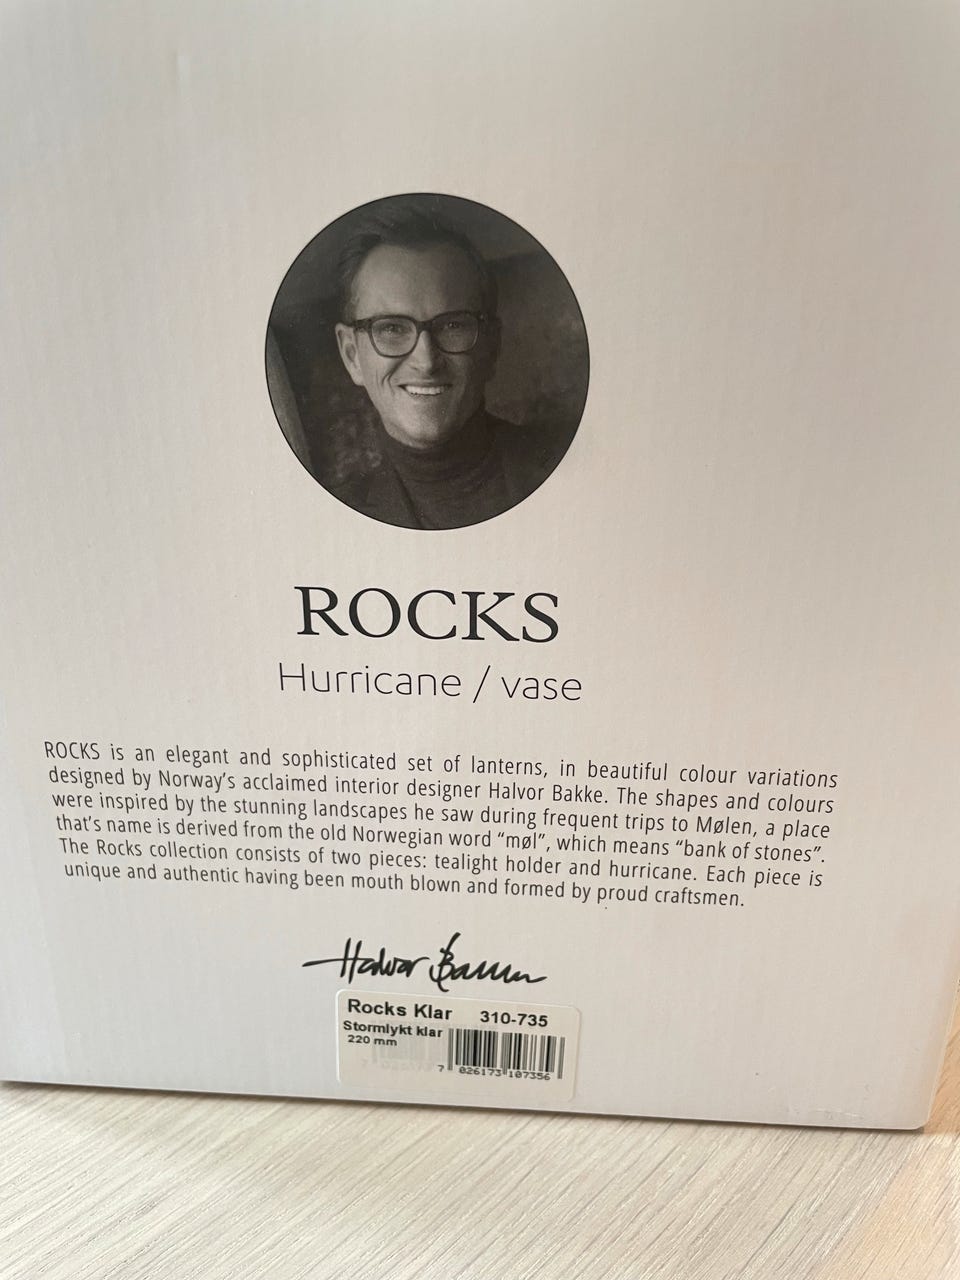 ROCKS
Hurricane / vase
ROCKS is an elegant and sophisticated set of lanterns, in beautiful colour variations
designed by Norway's acclaimed interior designer Halvor Bakke. The shapes and colours
were inspired by the stunning landscapes he saw during frequent trips to Mølen, a place
that's name is derived from the old Norwegian word “møl”, which means “bank of stones”.
The Rocks collection consists of two pieces: tealight holder and hurricane. Each piece is
unique and authentic having been mouth blown and formed by proud craftsmen.
Halvor Bakke
Rocks Klar 310-735
Stormlykt klar
220 mm
7 026173 107356